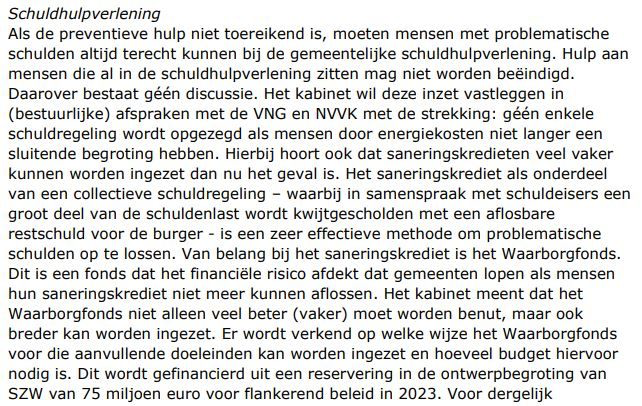 Schuldhulpverlening
Als de preventieve hulp niet toereikend is, moeten mensen met problematische
schulden altijd terecht kunnen bij de gemeentelijke schuldhulpverlening. Hulp aan
mensen die al in de schuldhulpverlening zitten mag niet worden beëindigd.
Daarover bestaat géén discussie. Het kabinet wil deze inzet vastleggen in
(bestuurlijke) afspraken met de VNG en NVVK met de strekking: géén enkele
schuldregeling wordt opgezegd als mensen door energiekosten niet langer een
sluitende begroting hebben. Hierbij hoort ook dat saneringskredieten veel vaker
kunnen worden ingezet dan nu het geval is. Het saneringskrediet als onderdeel
van een collectieve schuldregeling – waarbij in samenspraak met schuldeisers een
groot deel van de schuldenlast wordt kwijtgescholden met een aflosbare
restschuld voor de burger - is een zeer effectieve methode om problematische
schulden op te lossen. Van belang bij het saneringskrediet is het Waarborgfonds.
Dit is een fonds dat het financiële risico afdekt dat gemeenten lopen als mensen
hun saneringskrediet niet meer kunnen aflossen. Het kabinet meent dat het
Waarborgfonds niet alleen veel beter (vaker) moet worden benut, maar ook
breder kan worden ingezet. Er wordt verkend op welke wijze het Waarborgfonds
voor die aanvullende doeleinden kan worden ingezet en hoeveel budget hiervoor
nodig is. Dit wordt gefinancierd uit een reservering in de ontwerpbegroting van
SZW van 75 miljoen euro voor flankerend beleid in 2023. Voor dergelijk